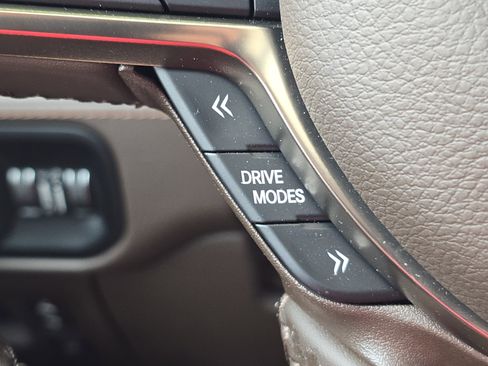 «
DRIVE
MODES
»